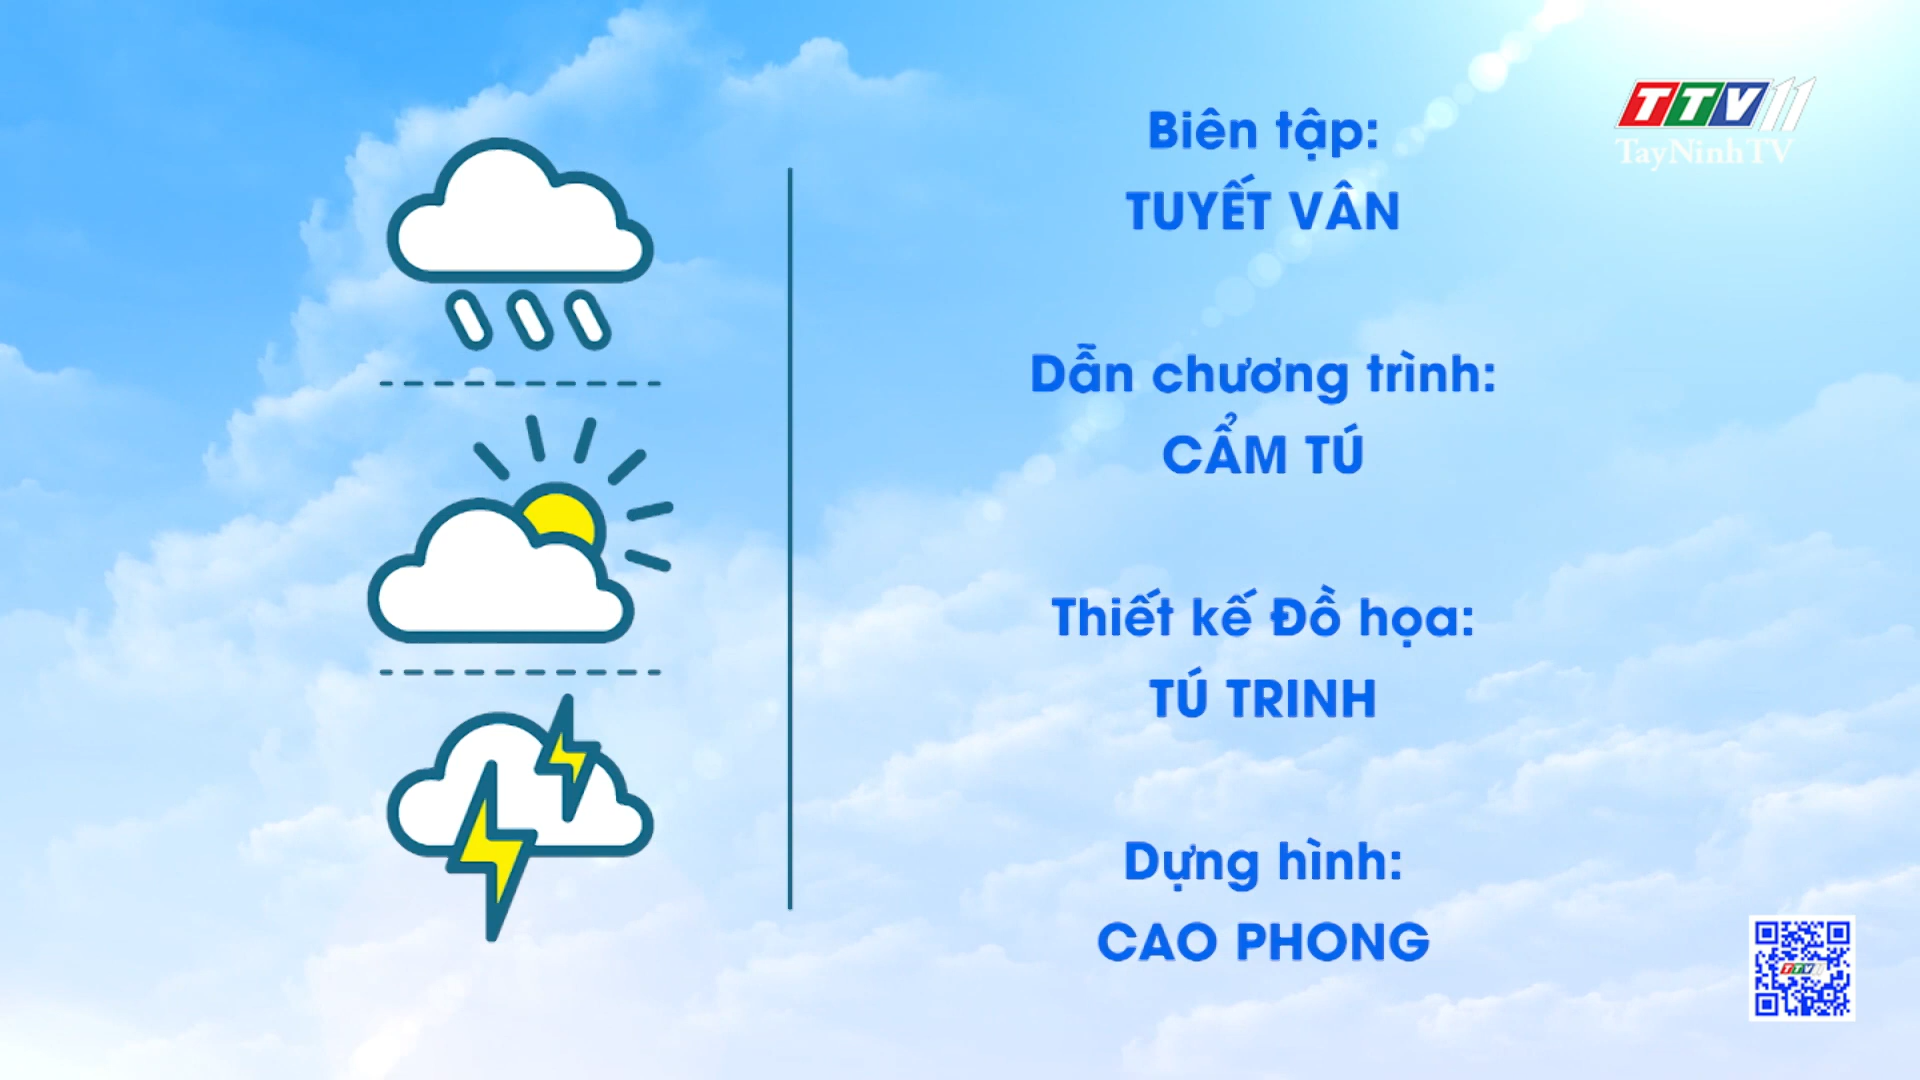 TTV11
TayNinhTV
Biên tập:
TUYẾT VÂN
Dẫn chương trình:
CẨM TÚ
Thiết kế Đồ họa:
TÚ TRINH
Dựng hình:
CAO PHONG
TTV11